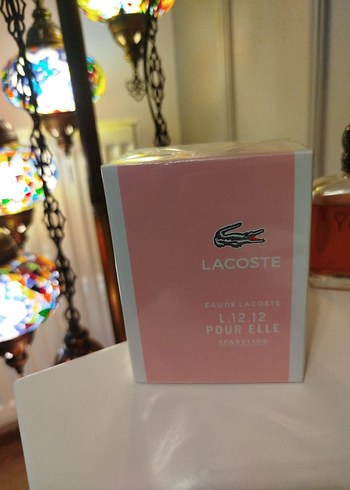 LACOSTE
EAU DE LACOSTE
L.12.12
POUR ELLE
SPARKLING